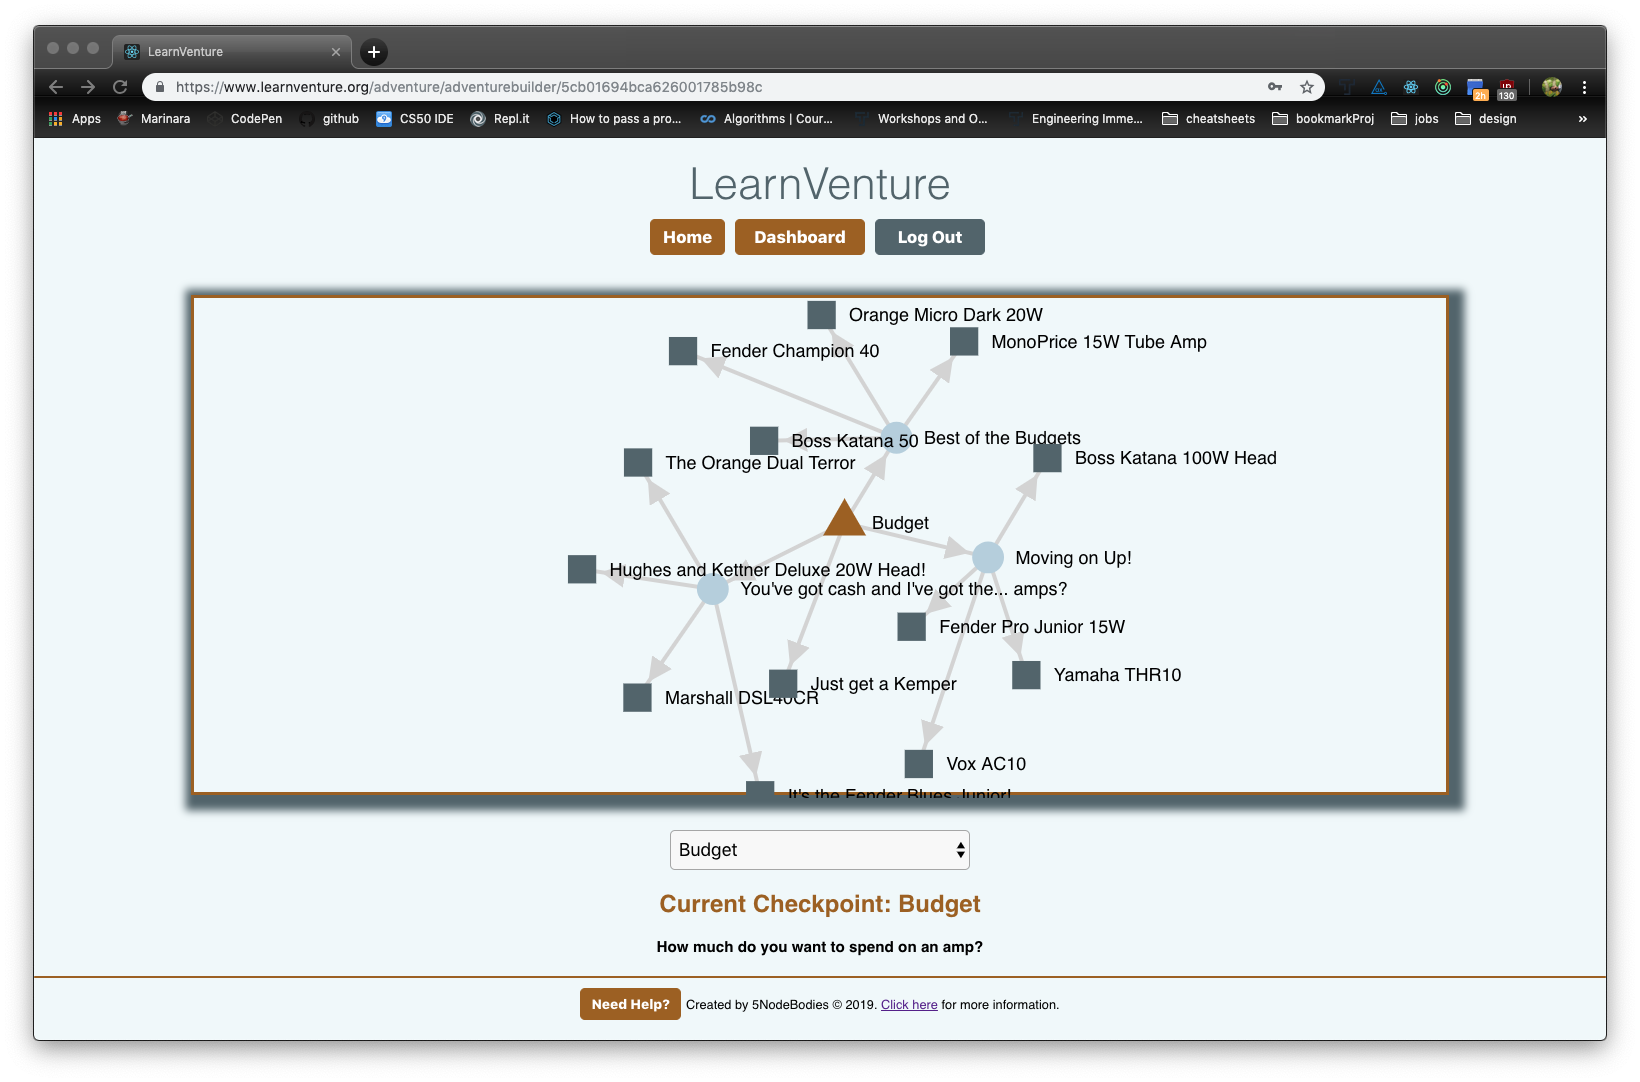 LearnVenture
https://www.learnventure.org/adventure/adventurebuilder/5cb01694bca626001785b98c
2h
130
Apps
Marinara
CodePen
github
CS50 IDE
Repl.it
How to pass a pro...
Algorithms | Cour...
Workshops and O...
Engineering Imme...
cheatsheets
bookmarkProj
jobs
design
»
LearnVenture
Home
Dashboard
Log Out
Orange Micro Dark 20W
MonoPrice 15W Tube Amp
Fender Champion 40
Best of the Budgets
Boss Katana 50
Boss Katana 100W Head
The Orange Dual Terror
Budget
Moving on Up!
Hughes and Kettner Deluxe 20W Head!
You've got cash and I've got the... amps?
Fender Pro Junior 15W
Yamaha THR10
Just get a Kemper
Marshall DSL40CR
Vox AC10
It's the Fender Blues Junior!
Budget
Current Checkpoint: Budget
How much do you want to spend on an amp?
Need Help?
Created by 5NodeBodies © 2019. Click here for more information.